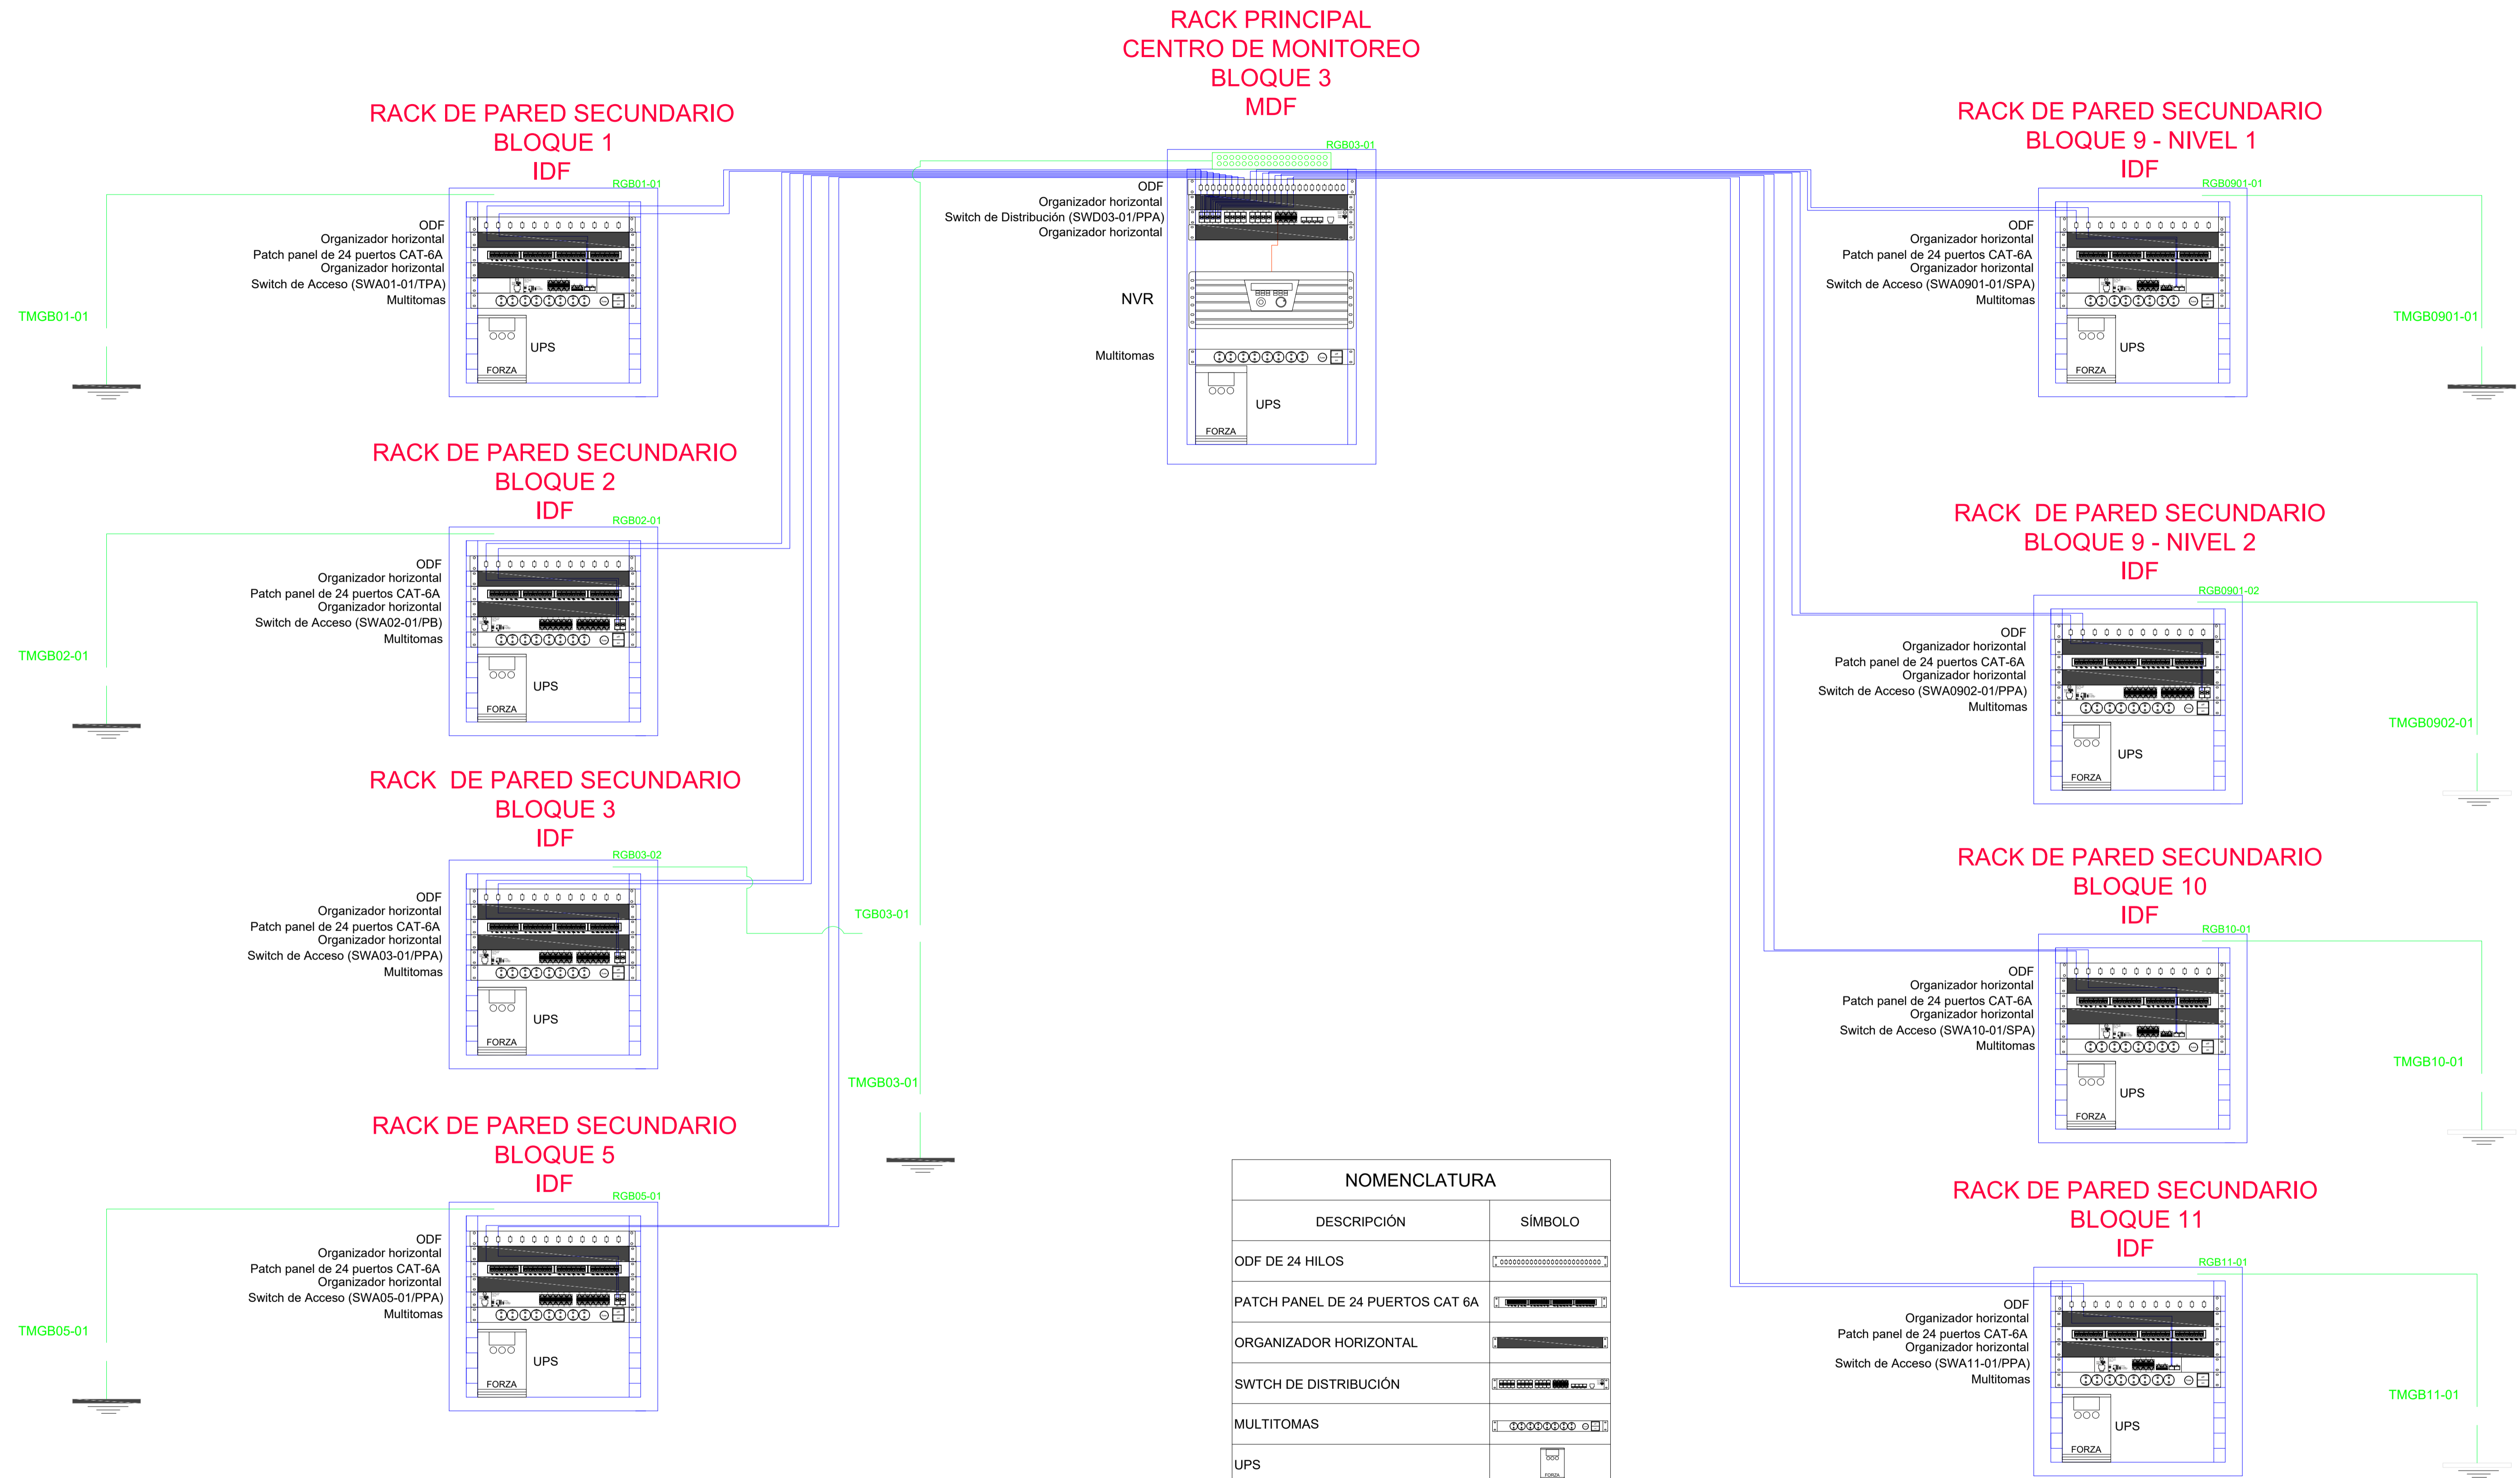 RACK PRINCIPAL
CENTRO DE MONITOREO
BLOQUE 3
MDF
RGB03-01
ODF
Organizador horizontal
Switch de Distribución (SWD03-01/PPA)
Organizador horizontal
NVR
Multitomas
UPS
FORZA
RACK DE PARED SECUNDARIO
BLOQUE 1
IDF
RGB01-01
ODF
Organizador horizontal
Patch panel de 24 puertos CAT-6A
Organizador horizontal
Switch de Acceso (SWA01-01/TPA)
Multitomas
UPS
FORZA
TMGB01-01
RACK DE PARED SECUNDARIO
BLOQUE 2
IDF
RGB02-01
ODF
Organizador horizontal
Patch panel de 24 puertos CAT-6A
Organizador horizontal
Switch de Acceso (SWA02-01/PB)
Multitomas
UPS
FORZA
TMGB02-01
RACK DE PARED SECUNDARIO
BLOQUE 3
IDF
RGB03-02
ODF
Organizador horizontal
Patch panel de 24 puertos CAT-6A
Organizador horizontal
Switch de Acceso (SWA03-01/PPA)
Multitomas
UPS
FORZA
TGB03-01
TMGB03-01
RACK DE PARED SECUNDARIO
BLOQUE 5
IDF
RGB05-01
ODF
Organizador horizontal
Patch panel de 24 puertos CAT-6A
Organizador horizontal
Switch de Acceso (SWA05-01/PPA)
Multitomas
UPS
FORZA
TMGB05-01
RACK DE PARED SECUNDARIO
BLOQUE 9 - NIVEL 1
IDF
RGB0901-01
ODF
Organizador horizontal
Patch panel de 24 puertos CAT-6A
Organizador horizontal
Switch de Acceso (SWA0901-01/SPA)
Multitomas
UPS
FORZA
TMGB0901-01
RACK DE PARED SECUNDARIO
BLOQUE 9 - NIVEL 2
IDF
RGB0901-02
ODF
Organizador horizontal
Patch panel de 24 puertos CAT-6A
Organizador horizontal
Switch de Acceso (SWA0902-01/PPA)
Multitomas
UPS
FORZA
TMGB0902-01
RACK DE PARED SECUNDARIO
BLOQUE 10
IDF
RGB10-01
ODF
Organizador horizontal
Patch panel de 24 puertos CAT-6A
Organizador horizontal
Switch de Acceso (SWA10-01/SPA)
Multitomas
UPS
FORZA
TMGB10-01
RACK DE PARED SECUNDARIO
BLOQUE 11
IDF
RGB11-01
ODF
Organizador horizontal
Patch panel de 24 puertos CAT-6A
Organizador horizontal
Switch de Acceso (SWA11-01/PPA)
Multitomas
UPS
FORZA
TMGB11-01
NOMENCLATURA
DESCRIPCIÓN SÍMBOLO
ODF DE 24 HILOS
PATCH PANEL DE 24 PUERTOS CAT 6A
ORGANIZADOR HORIZONTAL
SWTCH DE DISTRIBUCIÓN
MULTITOMAS
UPS
FORZA